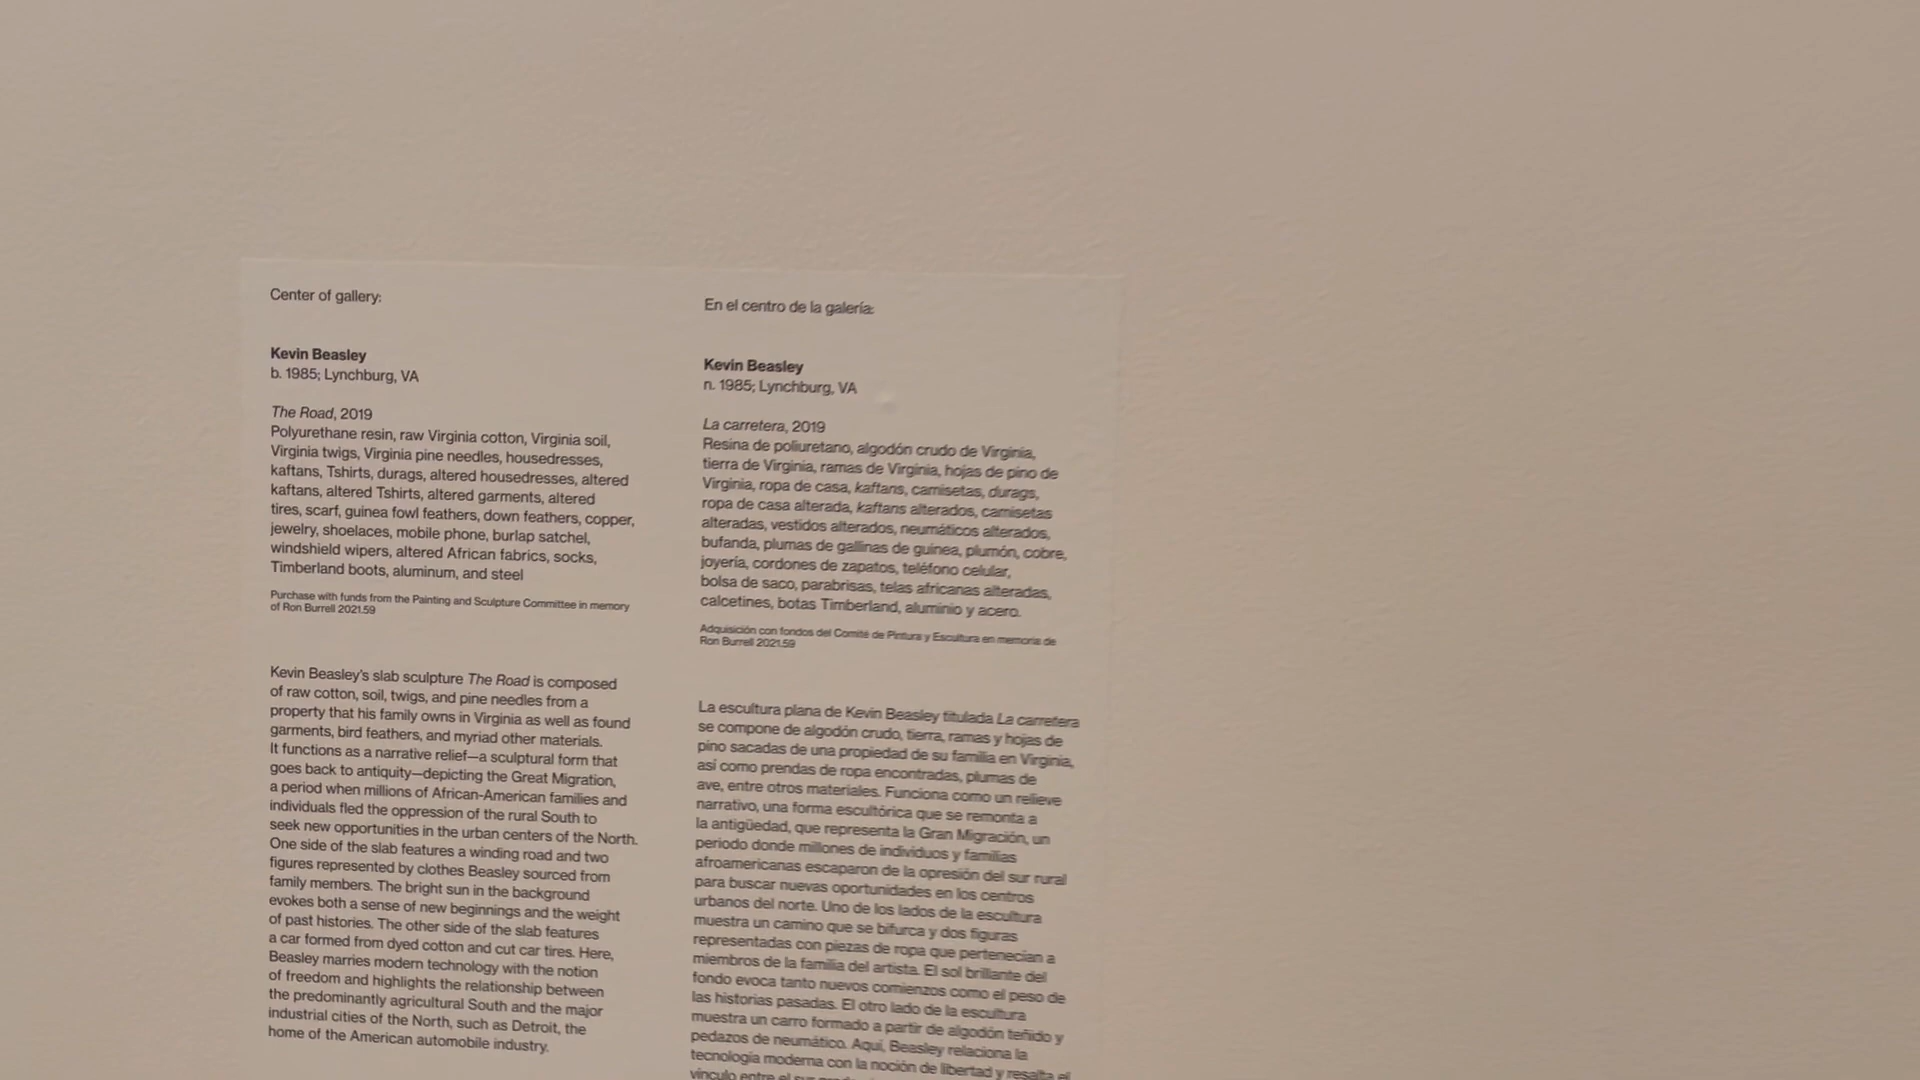 Center of gallery:
Kevin Beasley
b. 1985; Lynchburg, VA
The Road, 2019
Polyurethane resin, raw Virginia cotton, Virginia soil,
Virginia twigs, Virginia pine needles, housedresses,
kaftans, Tshirts, durags, altered housedresses, altered
kaftans, altered Tshirts, altered garments, altered
tires, scarf, guinea fowl feathers, down feathers, copper,
jewelry, shoelaces, mobile phone, burlap satchel,
windshield wipers, altered African fabrics, socks,
Timberland boots, aluminum, and steel
Purchase with funds from the Painting and Sculpture Committee in memory
of Ron Burrell 2021.59
Kevin Beasley's slab sculpture The Road is composed
of raw cotton, soil, twigs, and pine needles from a
property that his family owns in Virginia as well as found
garments, bird feathers, and myriad other materials.
It functions as a narrative relief—a sculptural form that
goes back to antiquity—depicting the Great Migration,
a period when millions of African-American families and
individuals fled the oppression of the rural South to
seek new opportunities in the urban centers of the North.
One side of the slab features a winding road and two
figures represented by clothes Beasley sourced from
family members. The bright sun in the background
evokes both a sense of new beginnings and the weight
of past histories. The other side of the slab features
a car formed from dyed cotton and cut car tires. Here,
Beasley marries modern technology with the notion
of freedom and highlights the relationship between
the predominantly agricultural South and the major
industrial cities of the North, such as Detroit, the
home of the American automobile industry.
En el centro de la galería:
Kevin Beasley
n. 1985; Lynchburg, VA
La carretera, 2019
Resina de poliuretano, algodón crudo de Virginia,
tierra de Virginia, ramas de Virginia, hojas de pino de
Virginia, ropa de casa, kaftans, camisetas, durags,
ropa de casa alterada, kaftans alterados, camisetas
alteradas, vestidos alterados, neumáticos alterados,
bufanda, plumas de gallinas de guinea, plumón, cobre,
joyería, cordones de zapatos, teléfono celular,
bolsa de saco, parabrisas, telas africanas alteradas,
calcetines, botas Timberland, aluminio y acero.
Adquisición con fondos del Comité de Pintura y Escultura en memoria de
Ron Burrell 2021.59
La escultura plana de Kevin Beasley titulada La carretera
se compone de algodón crudo, tierra, ramas y hojas de
pino sacadas de una propiedad de su familia en Virginia,
así como prendas de ropa encontradas, plumas de
ave, entre otros materiales. Funciona como un relieve
narrativo, una forma escultórica que se remonta a
la antigüedad, que representa la Gran Migración, un
periodo donde millones de individuos y familias
afroamericanas escaparon de la opresión del sur rural
para buscar nuevas oportunidades en los centros
urbanos del norte. Uno de los lados de la escultura
muestra un camino que se bifurca y dos figuras
representadas con piezas de ropa que pertenecían a
miembros de la familia del artista. El sol brillante del
fondo evoca tanto nuevos comienzos como el peso de
las historias pasadas. El otro lado de la escultura
muestra un carro formado a partir de algodón teñido y
pedazos de neumático. Aquí, Beasley relaciona la
tecnología moderna con la noción de libertad y resalta el
vínculo entre el sur